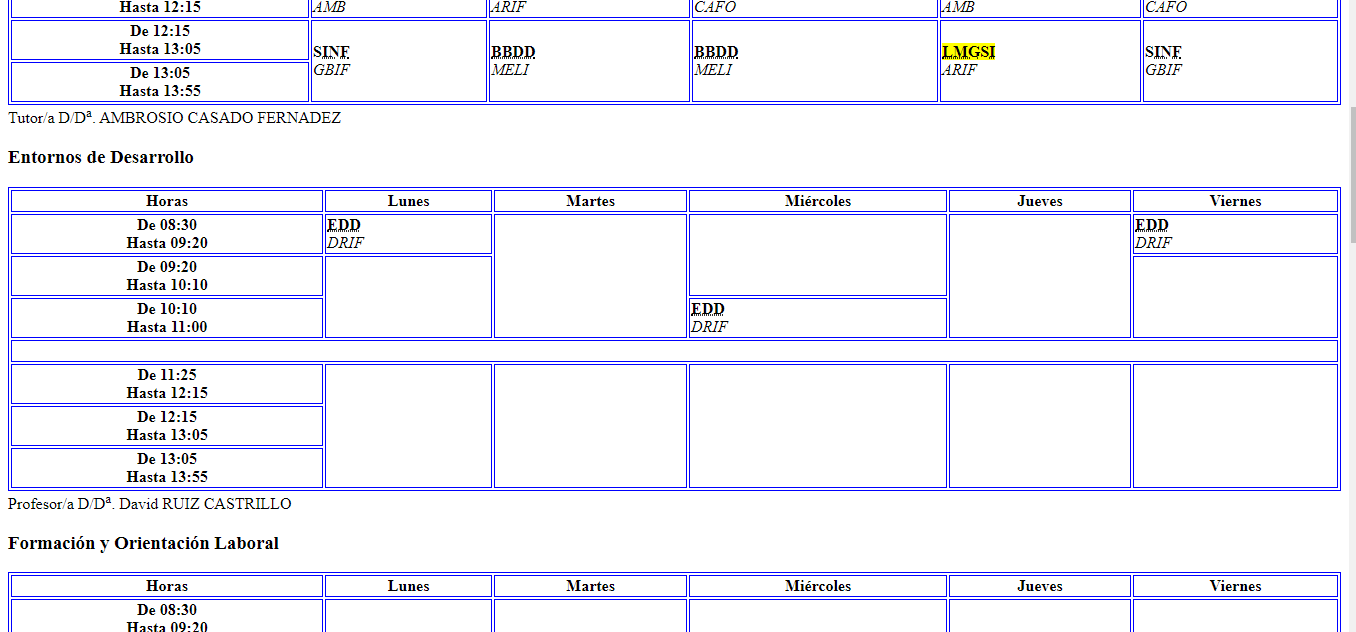 Hasta 12:15 AMB ARIF CAFO AMB CAFO
De 12:15
Hasta 13:05
SINF BBDD BBDD LMGSI SINF
GBIF MELI MELI ARIF GBIF
De 13:05
Hasta 13:55
Tutor/a D/Dª. AMBROSIO CASADO FERNADEZ
Entornos de Desarrollo
Horas Lunes Martes Miércoles Jueves Viernes
De 08:30 EDD EDD
Hasta 09:20 DRIF DRIF
De 09:20
Hasta 10:10
De 10:10 EDD
Hasta 11:00 DRIF
De 11:25
Hasta 12:15
De 12:15
Hasta 13:05
De 13:05
Hasta 13:55
Profesor/a D/Dª. David RUIZ CASTRILLO
Formación y Orientación Laboral
Horas Lunes Martes Miércoles Jueves Viernes
De 08:30
Hasta 09:20